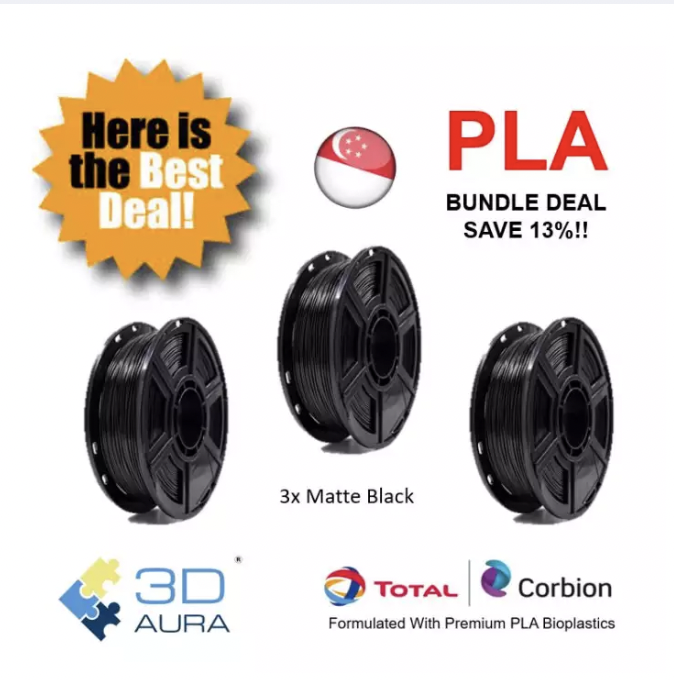 Here is
the Best
Deal!
PLA
BUNDLE DEAL
SAVE 13%!!
3x Matte Black
3D
AURA
®
TOTAL
Corbion
Formulated With Premium PLA Bioplastics